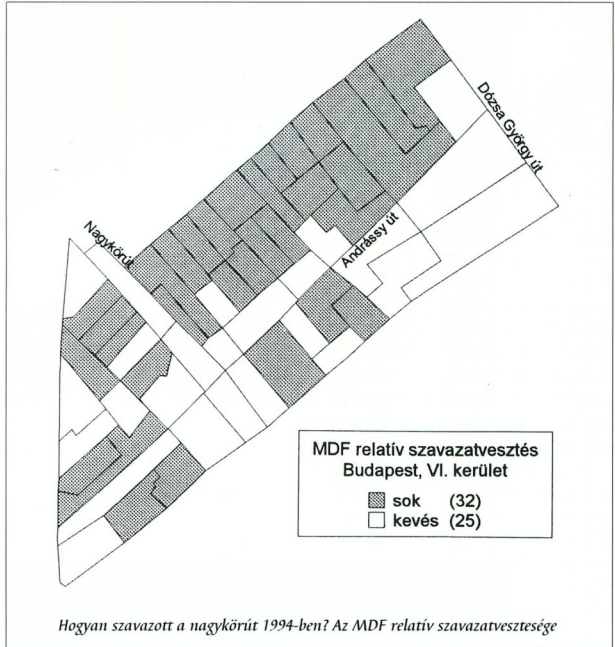 Dózsa György út
Nagykörút
Andrássy út
MDF relatív szavazatvesztés
Budapest, VI. kerület
sok (32)
kevés (25)
Hogyan szavazott a nagykörút 1994-ben? Az MDF relatív szavazatvesztesége